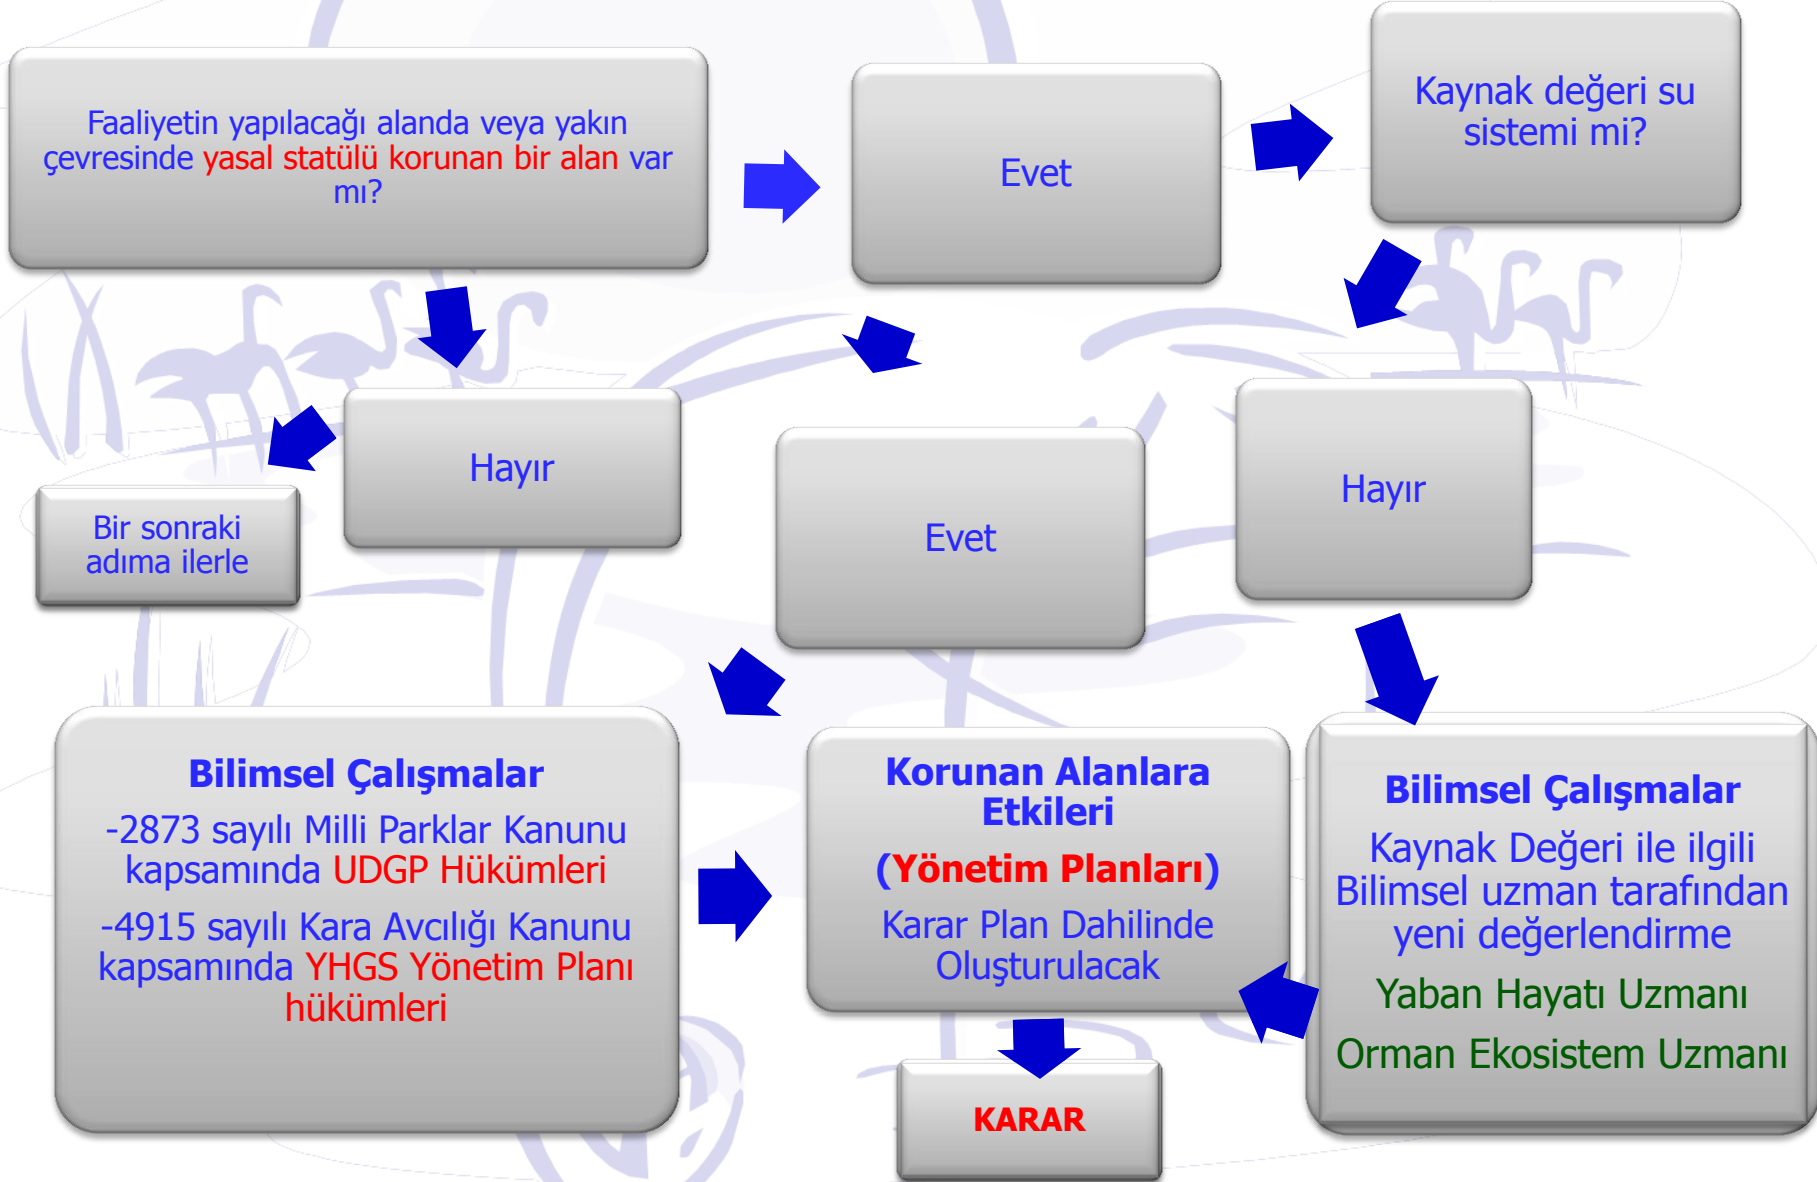 Faaliyetin yapılacağı alanda veya yakın
çevresinde yasal statülü korunan bir alan var
mı?
Evet
Kaynak değeri su
sistemi mi?
Hayır
Bir sonraki
adıma ilerle
Evet
Hayır
Bilimsel Çalışmalar
-2873 sayılı Milli Parklar Kanunu
kapsamında UDGP Hükümleri
-4915 sayılı Kara Avcılığı Kanunu
kapsamında YHGS Yönetim Planı
hükümleri
Korunan Alanlara
Etkileri
(Yönetim Planları)
Karar Plan Dahilinde
Oluşturulacak
Bilimsel Çalışmalar
Kaynak Değeri ile ilgili
Bilimsel uzman tarafından
yeni değerlendirme
Yaban Hayatı Uzmanı
Orman Ekosistem Uzmanı
KARAR